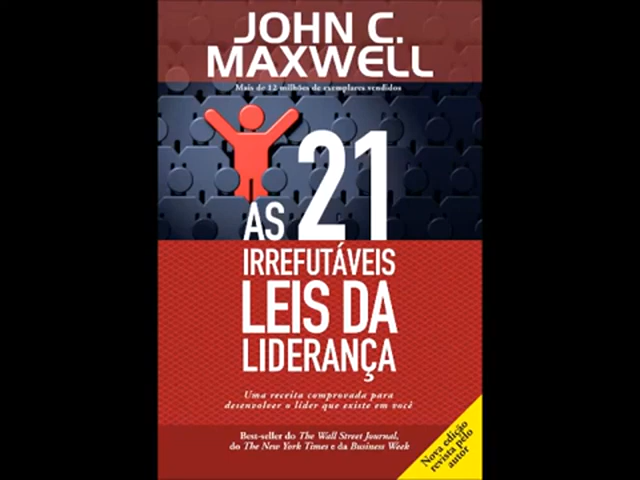 JOHN C.
MAXWELL
Mais de 12 milhões de exemplares vendidos
AS 21
IRREFUTÁVEIS
LEIS DA
LIDERANÇA
Uma receita comprovada para
desenvolver o líder que existe em você
Best-seller do The Wall Street Journal,
do The New York Times e da Business Week
Nova edição
revista pelo
autor